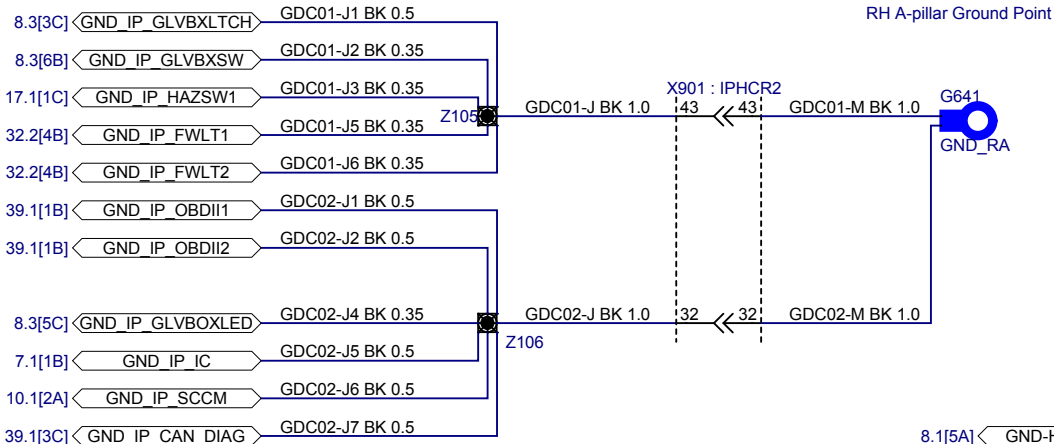 RH A-pillar Ground Point
8.3[3C] GND_IP_GLVBXLTCH GDC01-J1 BK 0.5
8.3[6B] GND_IP_GLVBXSW GDC01-J2 BK 0.35
17.1[1C] GND_IP_HAZSW1 GDC01-J3 BK 0.35
32.2[4B] GND_IP_FWLT1 GDC01-J5 BK 0.35
32.2[4B] GND_IP_FWLT2 GDC01-J6 BK 0.35
Z105 GDC01-J BK 1.0
X901 : IPHCR2
43 43 GDC01-M BK 1.0
G641
GND_RA
39.1[1B] GND_IP_OBDII1 GDC02-J1 BK 0.5
39.1[1B] GND_IP_OBDII2 GDC02-J2 BK 0.5
8.3[5C] GND_IP_GLVBOXLED GDC02-J4 BK 0.35
7.1[1B] GND_IP_IC GDC02-J5 BK 0.5
10.1[2A] GND_IP_SCCM GDC02-J6 BK 0.5
39.1[3C] GND_IP_CAN_DIAG GDC02-J7 BK 0.5
Z106 GDC02-J BK 1.0
32 32 GDC02-M BK 1.0
8.1[5A] GND-H